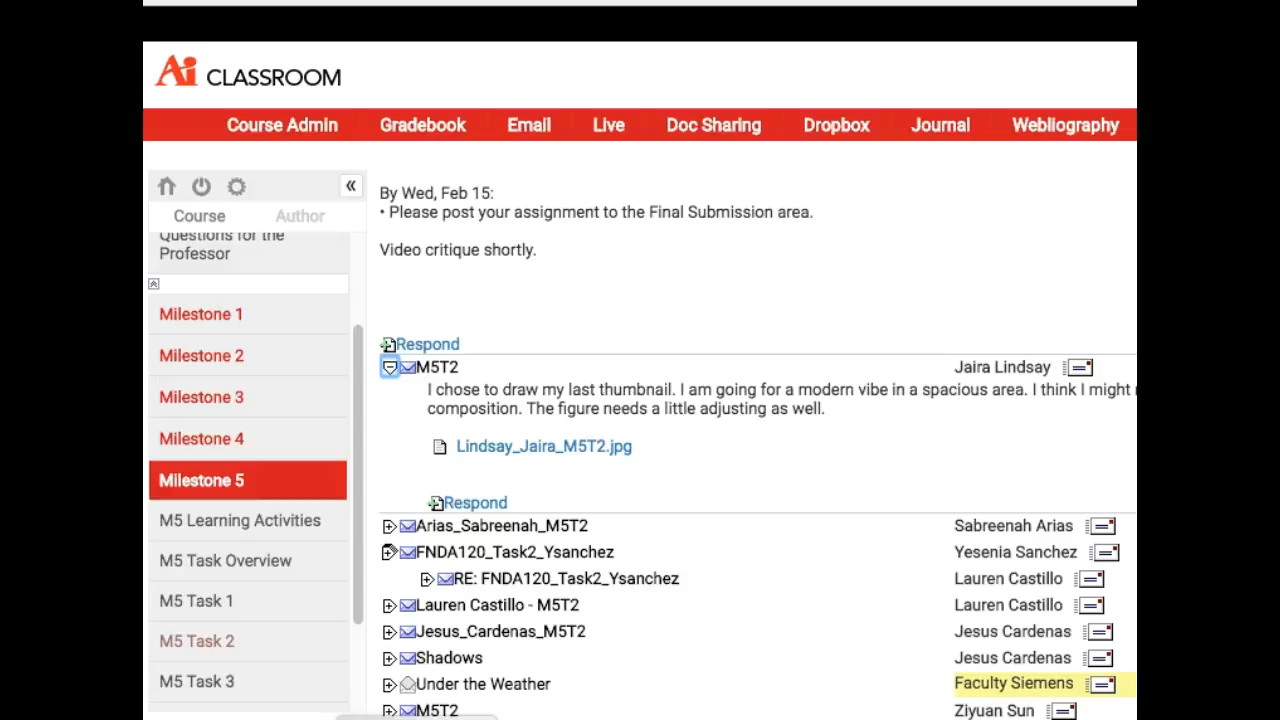 Ai CLASSROOM
Course Admin Gradebook Email Live Doc Sharing Dropbox Journal Webliography
Course Author
Questions for the
Professor
Milestone 1
Milestone 2
Milestone 3
Milestone 4
Milestone 5
M5 Learning Activities
M5 Task Overview
M5 Task 1
M5 Task 2
M5 Task 3
By Wed, Feb 15:
• Please post your assignment to the Final Submission area.
Video critique shortly.
Respond
M5T2 Jaira Lindsay
I chose to draw my last thumbnail. I am going for a modern vibe in a spacious area. I think I might
composition. The figure needs a little adjusting as well.
Lindsay_Jaira_M5T2.jpg
Respond
Arias_Sabreenah_M5T2 Sabreenah Arias
FNDA120_Task2_Ysanchez Yesenia Sanchez
RE: FNDA120_Task2_Ysanchez Lauren Castillo
Lauren Castillo - M5T2 Lauren Castillo
Jesus_Cardenas_M5T2 Jesus Cardenas
Shadows Jesus Cardenas
Under the Weather Faculty Siemens
M5T2 Ziyuan Sun